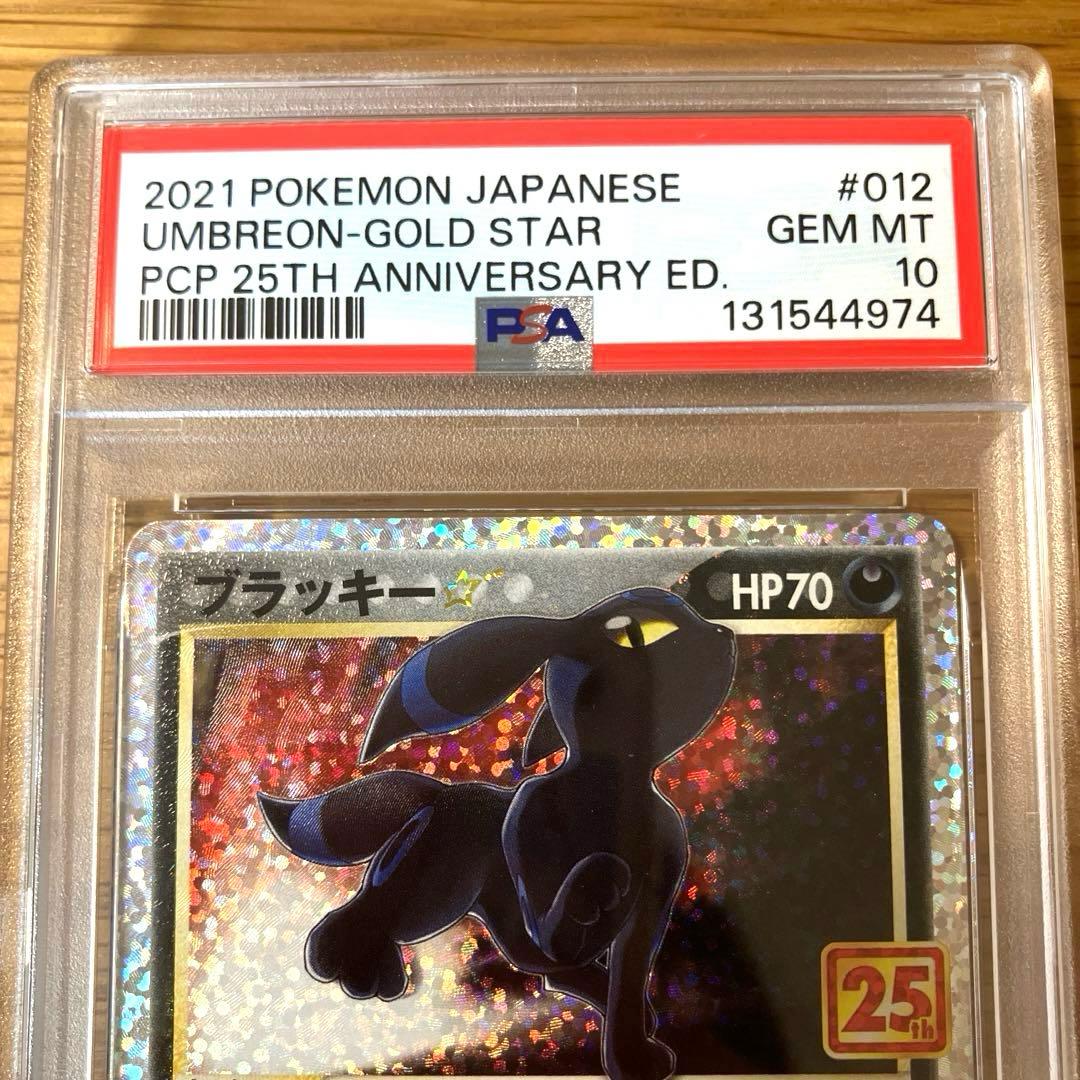 2021 POKEMON JAPANESE #012
UMBREON-GOLD STAR GEM MT
PCP 25TH ANNIVERSARY ED. 10
PSA 131544974
ブラッキー☆ HP70
25th